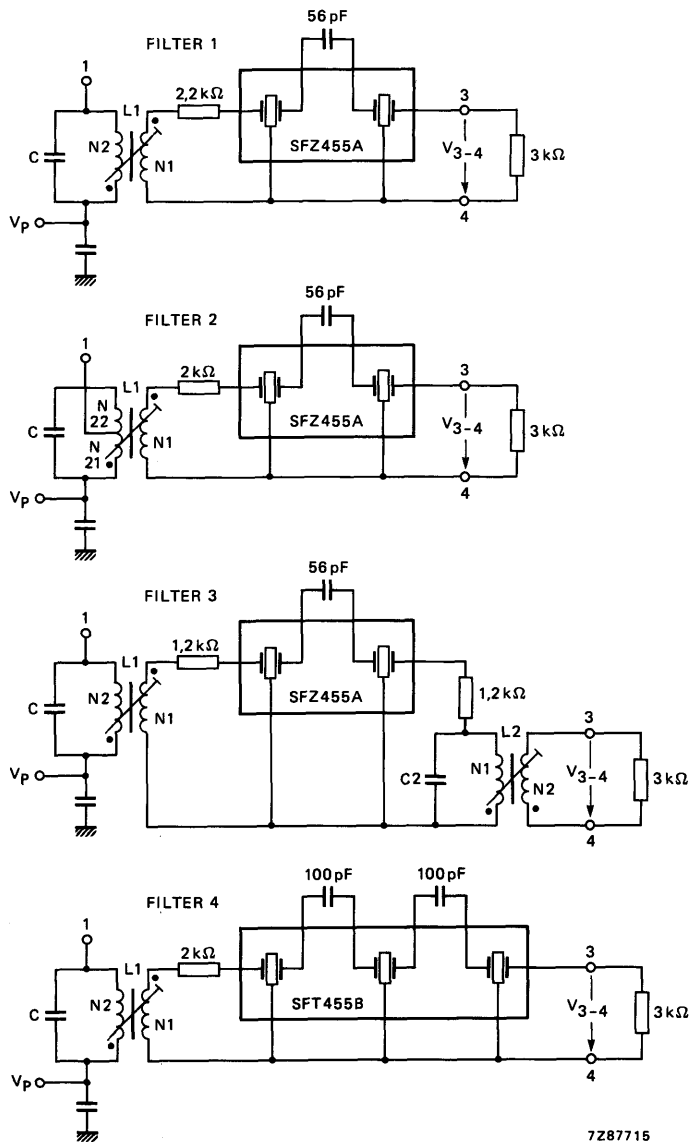 56 pF
FILTER 1
1
2,2 kΩ
L1
3
C
N2
N1
SFZ455A
V3-4
3 kΩ
VP
4
56 pF
FILTER 2
1
2 kΩ
L1
3
C
N
22
N
21
N1
SFZ455A
V3-4
3 kΩ
VP
4
56 pF
FILTER 3
1
1,2 kΩ
L1
C
N2
N1
SFZ455A
1,2 kΩ
L2
3
VP
C2
N1
N2
V3-4
3 kΩ
4
100 pF
100 pF
FILTER 4
1
2 kΩ
L1
3
C
N2
N1
SFT455B
V3-4
3 kΩ
VP
4
7Z87715